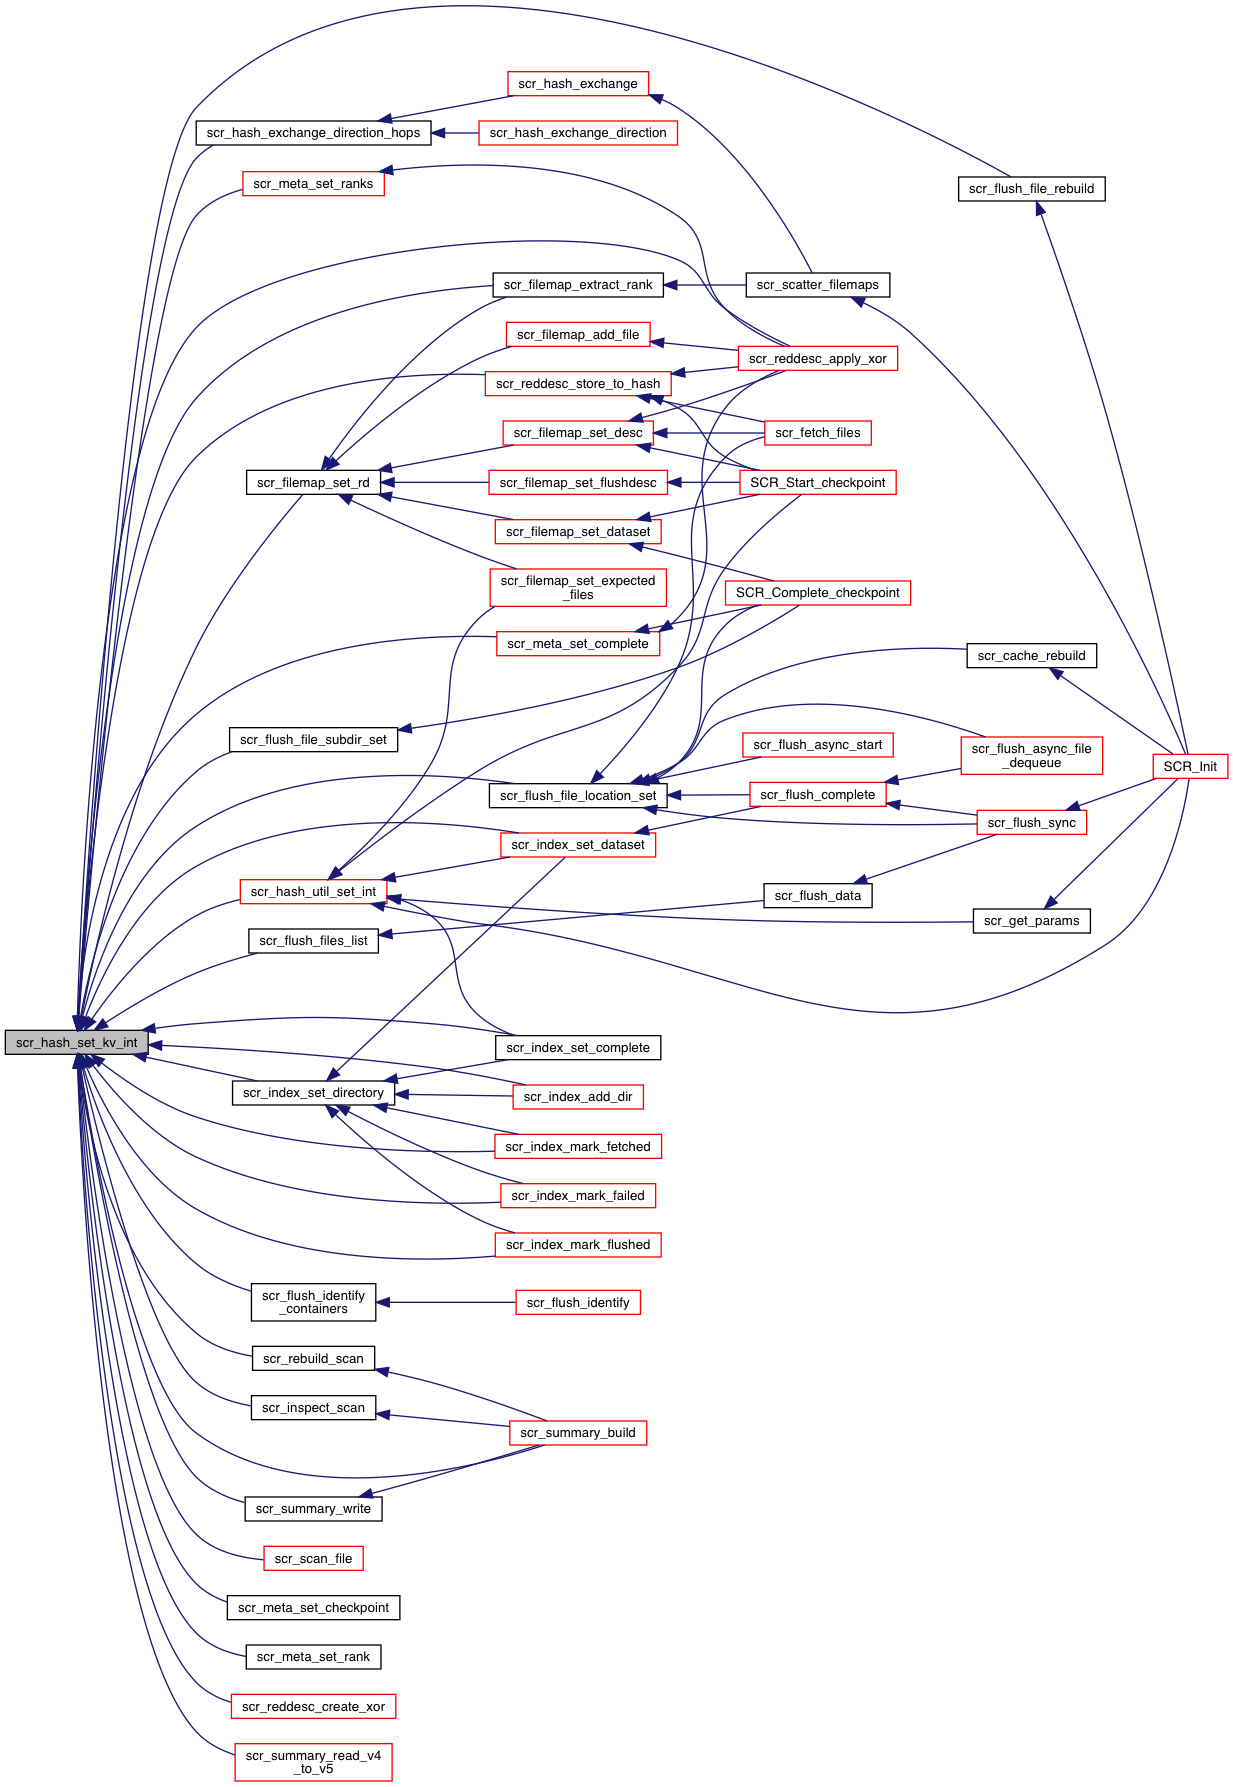 scr_hash_exchange
scr_hash_exchange_direction_hops
scr_hash_exchange_direction
scr_meta_set_ranks
scr_flush_file_rebuild
scr_filemap_extract_rank
scr_scatter_filemaps
scr_filemap_add_file
scr_reddesc_apply_xor
scr_reddesc_store_to_hash
scr_filemap_set_desc
scr_fetch_files
scr_filemap_set_rd
scr_filemap_set_flushdesc
SCR_Start_checkpoint
scr_filemap_set_dataset
scr_filemap_set_expected
_files
SCR_Complete_checkpoint
scr_meta_set_complete
scr_cache_rebuild
scr_flush_file_subdir_set
scr_flush_async_start
scr_flush_async_file
_dequeue
SCR_Init
scr_flush_file_location_set
scr_flush_complete
scr_flush_sync
scr_index_set_dataset
scr_hash_util_set_int
scr_flush_data
scr_get_params
scr_flush_files_list
scr_hash_set_kv_int
scr_index_set_complete
scr_index_set_directory
scr_index_add_dir
scr_index_mark_fetched
scr_index_mark_failed
scr_index_mark_flushed
scr_flush_identify
_containers
scr_flush_identify
scr_rebuild_scan
scr_inspect_scan
scr_summary_build
scr_summary_write
scr_scan_file
scr_meta_set_checkpoint
scr_meta_set_rank
scr_reddesc_create_xor
scr_summary_read_v4
_to_v5